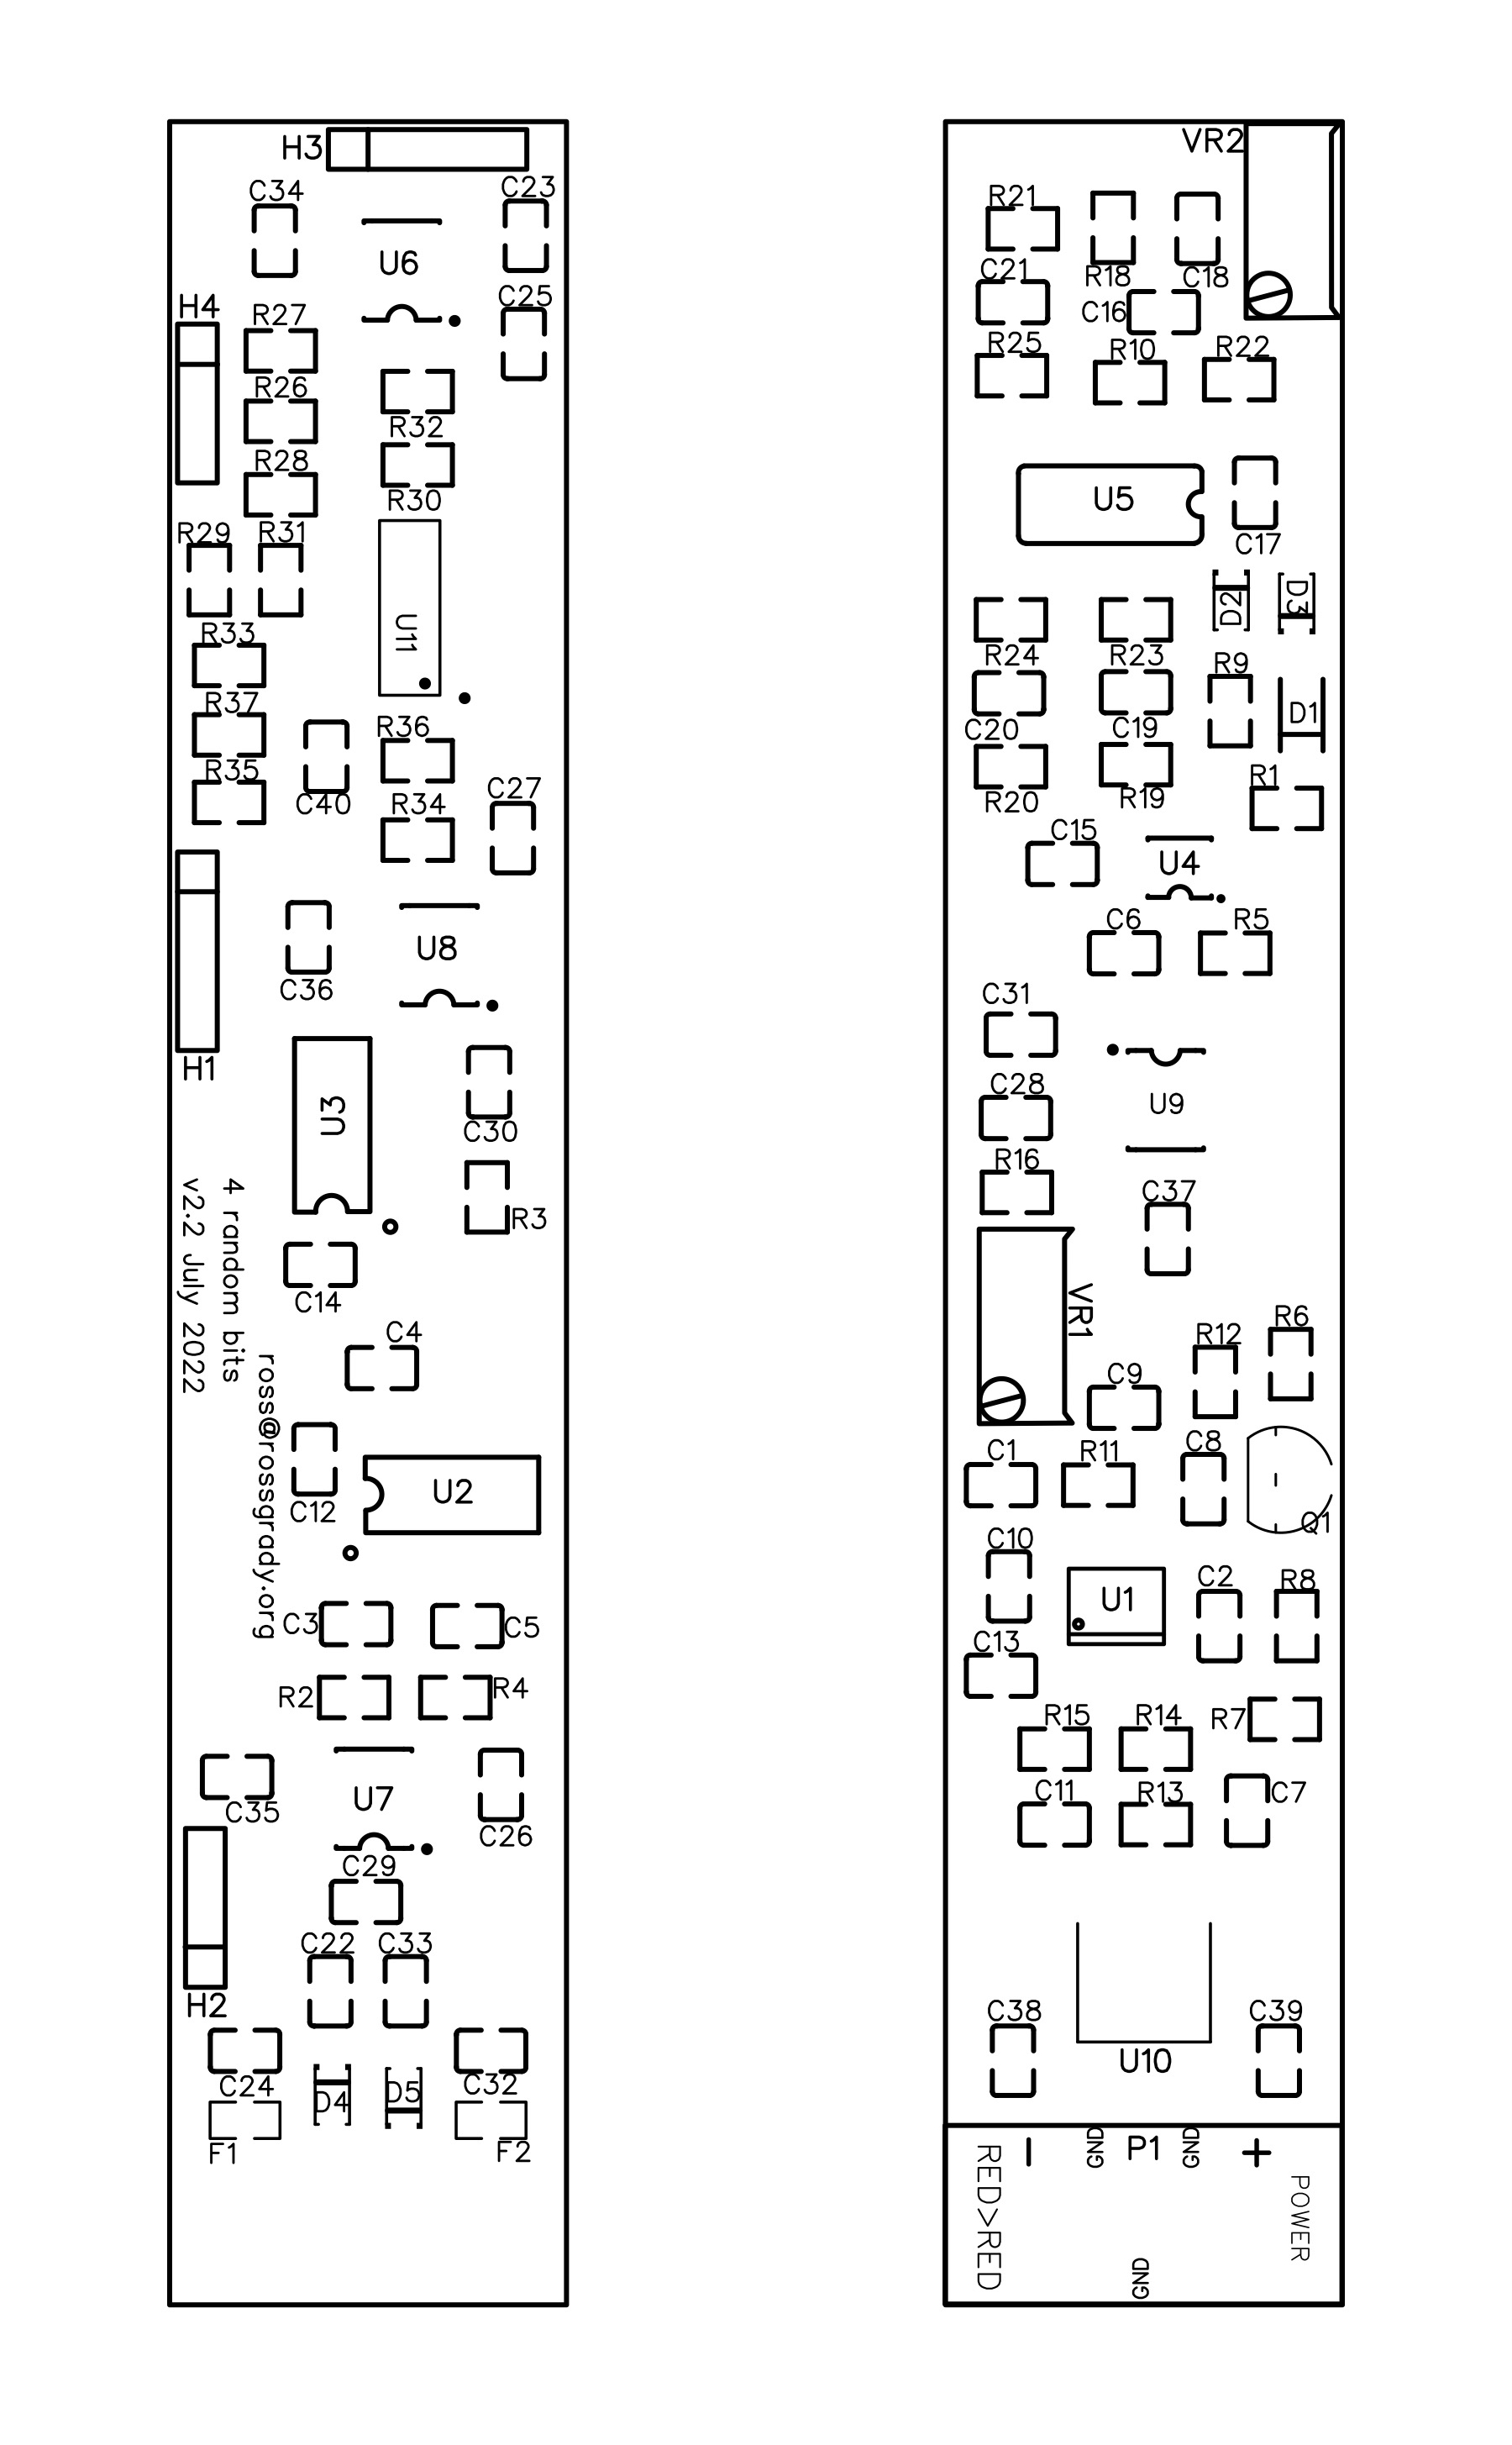 H3
C34
C23
U6
H4
C25
R27
R26
R32
R28
R30
R29
R31
U11
R33
R37
R36
R35
C40
R34
C27
U8
C36
H1
U3
C30
R3
4 random bits
v2.2 July 2022
ross@rossgrady.org
C14
C4
U2
C12
C3
C5
R2
R4
C35
U7
C26
C29
C22
C33
H2
C24
D4
D5
C32
F1
F2
VR2
R21
C21
R18
C18
C16
R25
R10
R22
U5
C17
D2
D3
R24
R23
R9
D1
C20
C19
R1
R20
R19
C15
U4
C6
R5
C31
C28
U9
R16
C37
VR1
R6
R12
C9
C1
R11
C8
Q1
C10
U1
C2
R8
C13
R15
R14
R7
C11
R13
C7
C38
C39
U10
RED>RED
-
GND
P1
GND
+
POWER
GND